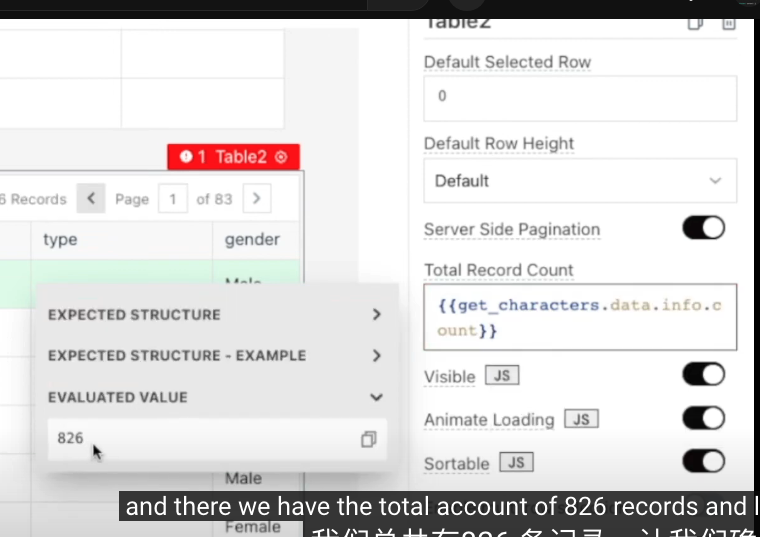 Table2
Default Selected Row
0
Default Row Height
Default
Server Side Pagination
Total Record Count
{{get_characters.data.info.c
ount}}
Visible JS
Animate Loading JS
Sortable JS
1 Table2
6 Records Page 1 of 83
type gender
Male
EXPECTED STRUCTURE
EXPECTED STRUCTURE - EXAMPLE
EVALUATED VALUE
826
Male
Female
and there we have the total account of 826 records and l
我们总共有826 条记录，让我们确